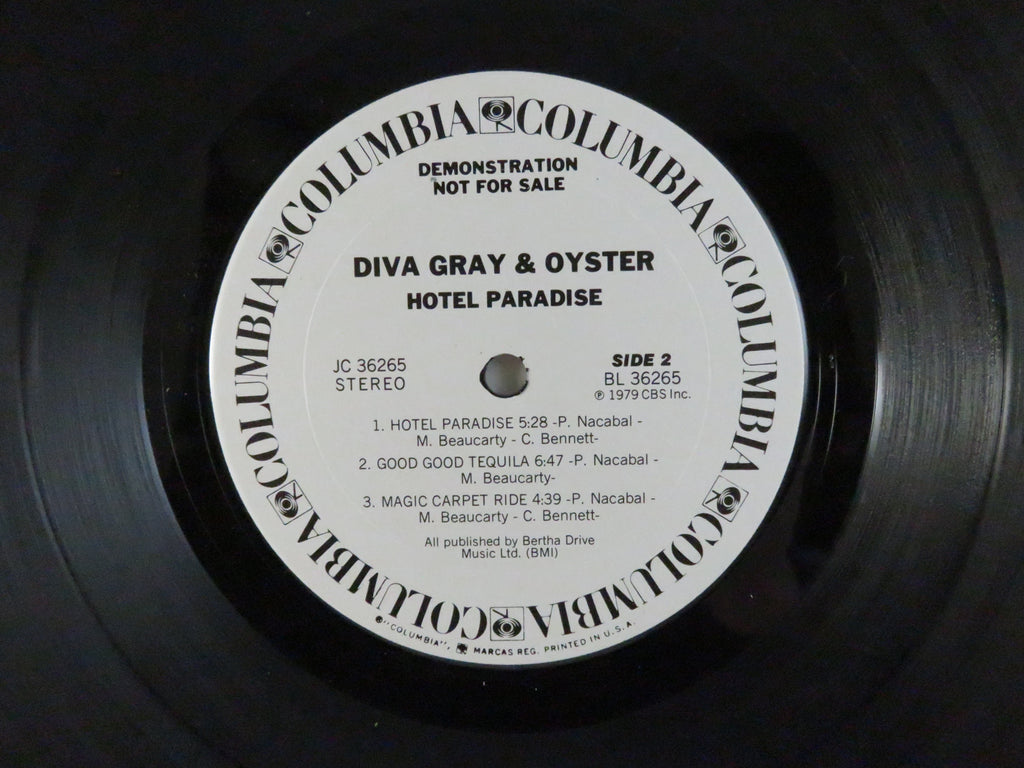 COLUMBIA COLUMBIA COLUMBIA COLUMBIA COLUMBIA COLUMBIA
DEMONSTRATION
NOT FOR SALE
DIVA GRAY & OYSTER
HOTEL PARADISE
JC 36265
STEREO
SIDE 2
BL 36265
℗ 1979 CBS Inc.
1. HOTEL PARADISE 5:28 -P. Nacabal -
M. Beaucarty - C. Bennett-
2. GOOD GOOD TEQUILA 6:47 -P. Nacabal -
M. Beaucarty-
3. MAGIC CARPET RIDE 4:39 -P. Nacabal -
M. Beaucarty - C. Bennett-
All published by Bertha Drive
Music Ltd. (BMI)
®"COLUMBIA", MARCAS REG. PRINTED IN U.S.A.